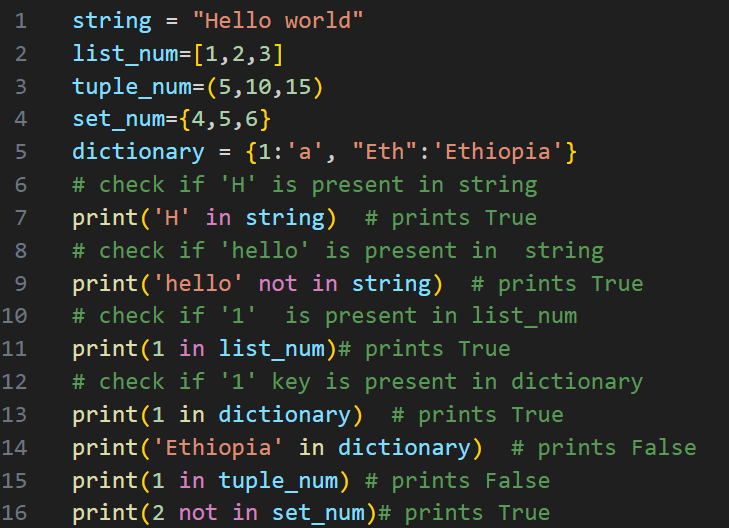 1 string = "Hello world"
2 list_num=[1,2,3]
3 tuple_num=(5,10,15)
4 set_num={4,5,6}
5 dictionary = {1:'a', "Eth":'Ethiopia'}
6 # check if 'H' is present in string
7 print('H' in string)  # prints True
8 # check if 'hello' is present in  string
9 print('hello' not in string)  # prints True
10 # check if '1'  is present in list_num
11 print(1 in list_num)# prints True
12 # check if '1' key is present in dictionary
13 print(1 in dictionary)  # prints True
14 print('Ethiopia' in dictionary)  # prints False
15 print(1 in tuple_num) # prints False
16 print(2 not in set_num)# prints True